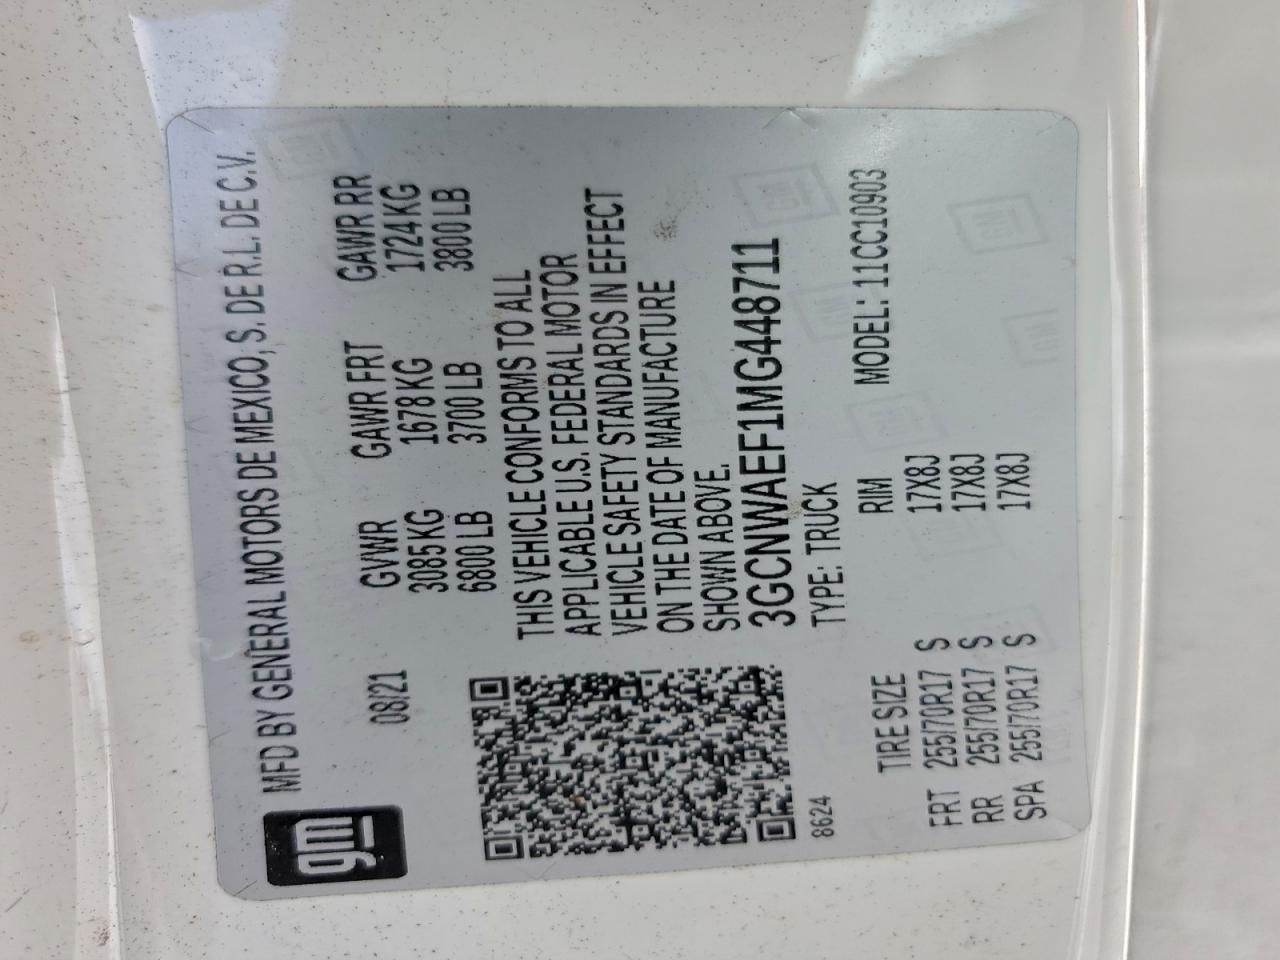 gm
MFD BY GENERAL MOTORS DE MEXICO, S. DE R.L. DE C.V.
08/21 GVWR GAWR FRT GAWR RR
3085 KG 1678 KG 1724 KG
6800 LB 3700 LB 3800 LB
THIS VEHICLE CONFORMS TO ALL
APPLICABLE U.S. FEDERAL MOTOR
VEHICLE SAFETY STANDARDS IN EFFECT
ON THE DATE OF MANUFACTURE
SHOWN ABOVE.
3GCNWAEF1MG448711
8624 TYPE: TRUCK MODEL: 11CC10903
TIRE SIZE RIM
FRT 255/70R17 S 17X8J
RR 255/70R17 S 17X8J
SPA 255/70R17 S 17X8J